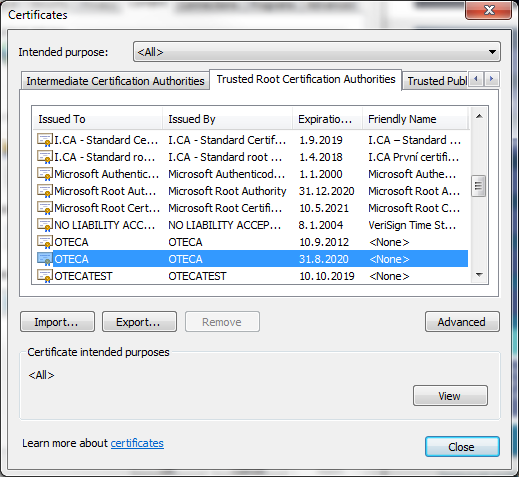 Certificates
Intended purpose: <All>
Intermediate Certification Authorities Trusted Root Certification Authorities Trusted Publ
Issued To Issued By Expiratio... Friendly Name
I.CA - Standard Ce... I.CA - Standard Certif... 1.9.2019 I.CA – Standard ...
I.CA - Standard ro... I.CA - Standard root ... 1.4.2018 I.CA První certifi...
Microsoft Authentic... Microsoft Authenticod... 1.1.2000 Microsoft Authe...
Microsoft Root Aut... Microsoft Root Authority 31.12.2020 Microsoft Root A...
Microsoft Root Cert... Microsoft Root Certifi... 10.5.2021 Microsoft Root C...
NO LIABILITY ACC... NO LIABILITY ACCEP... 8.1.2004 VeriSign Time St...
OTECA OTECA 10.9.2012 <None>
OTECA OTECA 31.8.2020 <None>
OTECATEST OTECATEST 10.10.2019 <None>
Import... Export... Remove Advanced
Certificate intended purposes
<All>
View
Learn more about certificates
Close